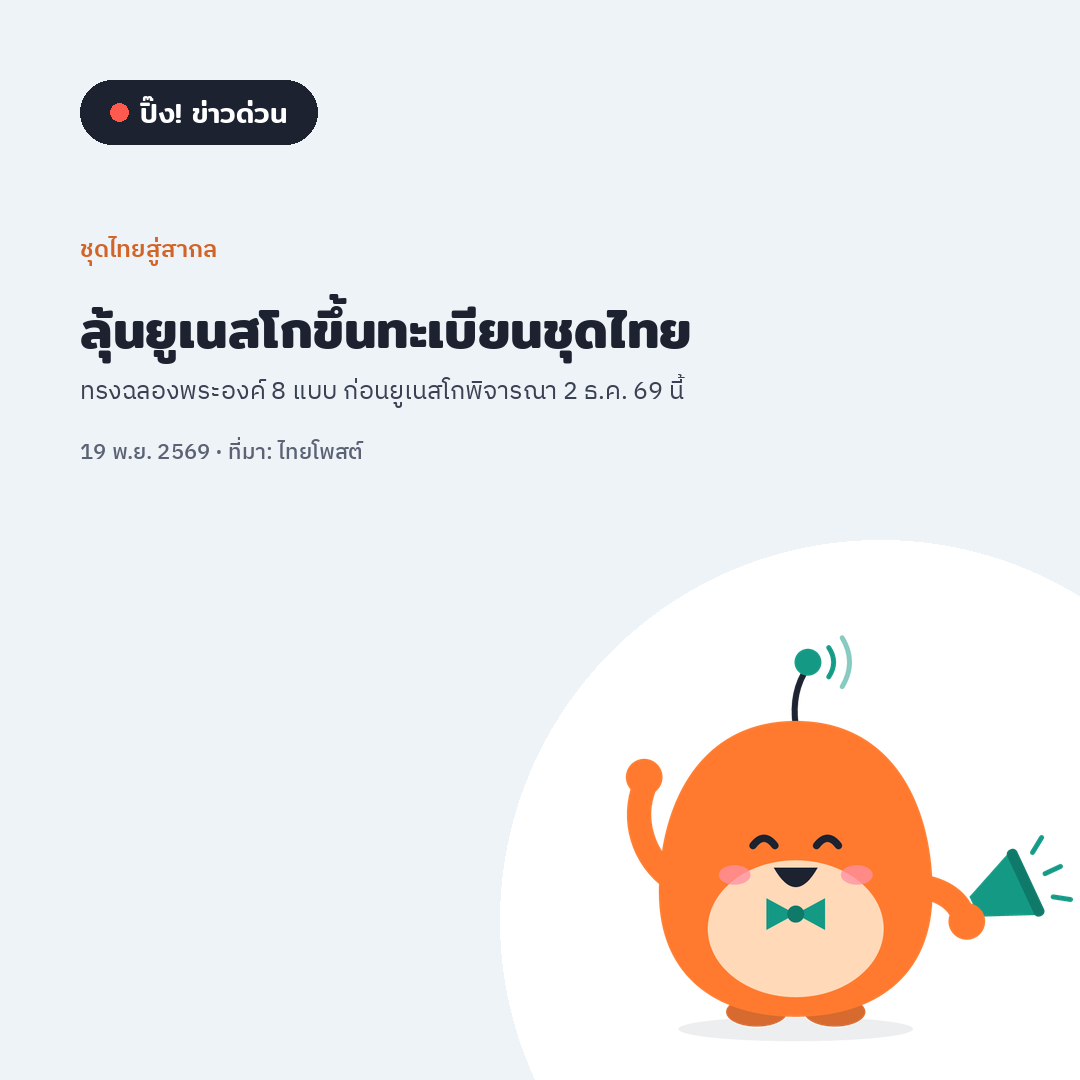 ปิ๊ง! ข่าวด่วน
ชุดไทยสู่สากล
ลุ้นยูเนสโกขึ้นทะเบียนชุดไทย
ทรงฉลองพระองค์ 8 แบบ ก่อนยูเนสโกพิจารณา 2 ธ.ค. 69 นี้
19 พ.ย. 2569 · ที่มา: ไทยโพสต์